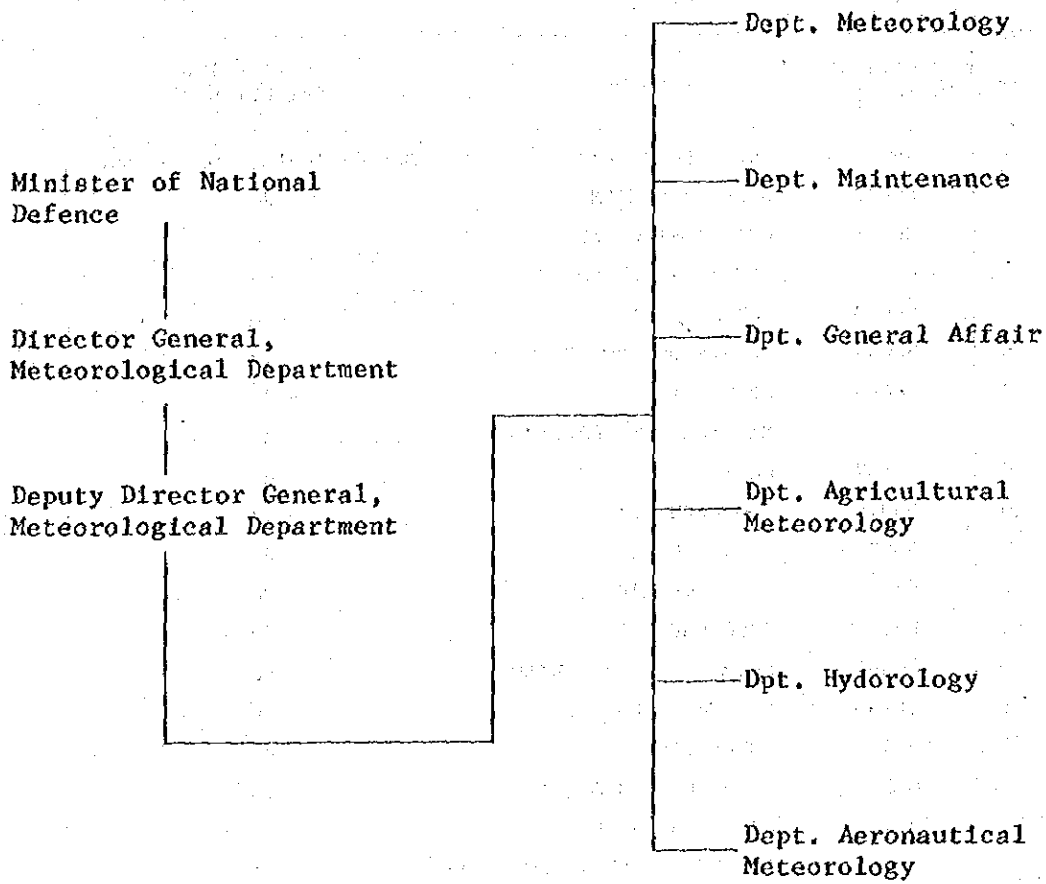 Minister of National
Defence
Director General,
Meteorological Department
Deputy Director General,
Meteorological Department
Dept. Meteorology
Dept. Maintenance
Dpt. General Affair
Dpt. Agricultural
Meteorology
Dpt. Hydorology
Dept. Aeronautical
Meteorology